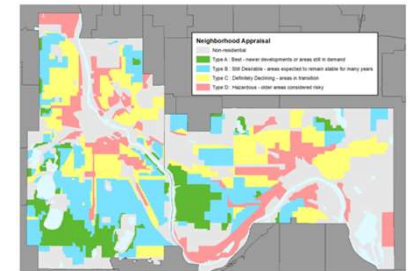 Neighborhood Appraisal
Non-residential
Type A : Best - newer developments or areas still in demand
Type B : Still Desirable - areas expected to remain stable for many years
Type C : Definitely Declining - areas in transition
Type D : Hazardous - older areas considered risky